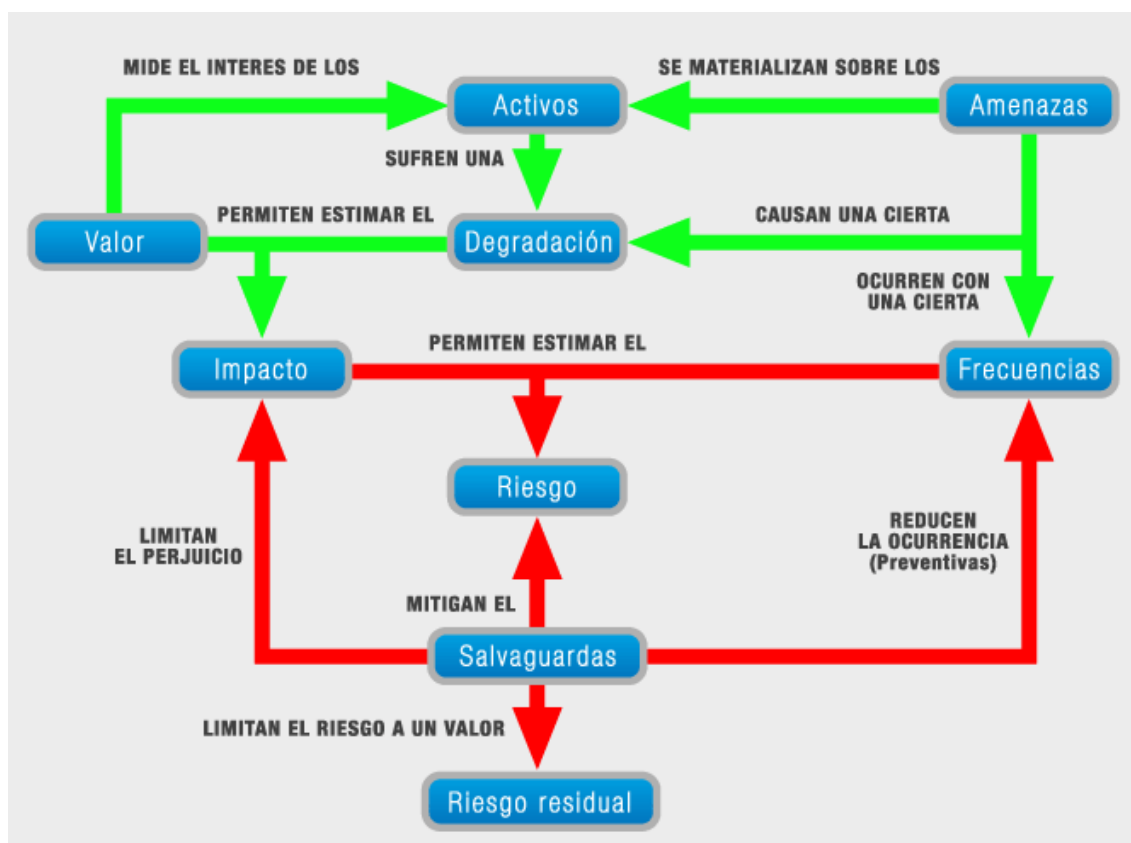 MIDE EL INTERES DE LOS
SE MATERIALIZAN SOBRE LOS
Activos
Amenazas
SUFREN UNA
PERMITEN ESTIMAR EL
CAUSAN UNA CIERTA
Valor
Degradación
OCURREN CON
UNA CIERTA
PERMITEN ESTIMAR EL
Impacto
Frecuencias
Riesgo
LIMITAN
EL PERJUICIO
REDUCEN
LA OCURRENCIA
(Preventivas)
MITIGAN EL
Salvaguardas
LIMITAN EL RIESGO A UN VALOR
Riesgo residual